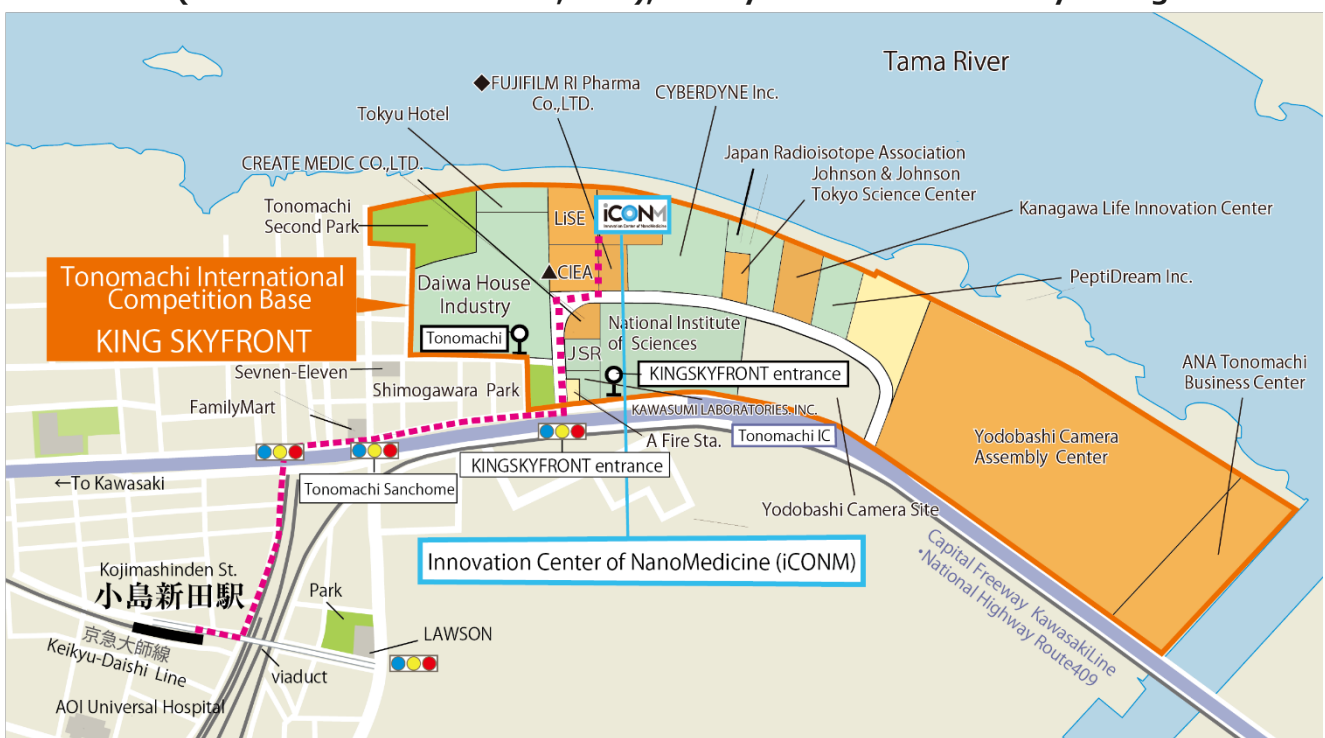 Tama River
◆FUJIFILM RI Pharma
Co.,LTD.
CYBERDYNE Inc.
Tokyu Hotel
Japan Radioisotope Association
Johnson & Johnson
Tokyo Science Center
CREATE MEDIC CO.,LTD.
Tonomachi
Second Park
LiSE
iCONM
Innovation Center of NanoMedicine
Kanagawa Life Innovation Center
Tonomachi International
Competition Base
KING SKYFRONT
▲CIEA
Daiwa House
Industry
PeptiDream Inc.
National Institute
of Sciences
Tonomachi
JSR
ANA Tonomachi
Business Center
Sevnen-Eleven
Shimogawara Park
KINGSKYFRONT entrance
FamilyMart
KAWASUMI LABORATORIES. INC.
A Fire Sta.
Tonomachi IC
Yodobashi Camera
Assembly Center
KINGSKYFRONT entrance
←To Kawasaki
Tonomachi Sanchome
Yodobashi Camera Site
Innovation Center of NanoMedicine (iCONM)
Capital Freeway KawasakiLine
•National Highway Route409
Kojimashinden St.
小島新田駅
Park
京急大師線
Keikyu-Daishi Line
LAWSON
viaduct
AOI Universal Hospital